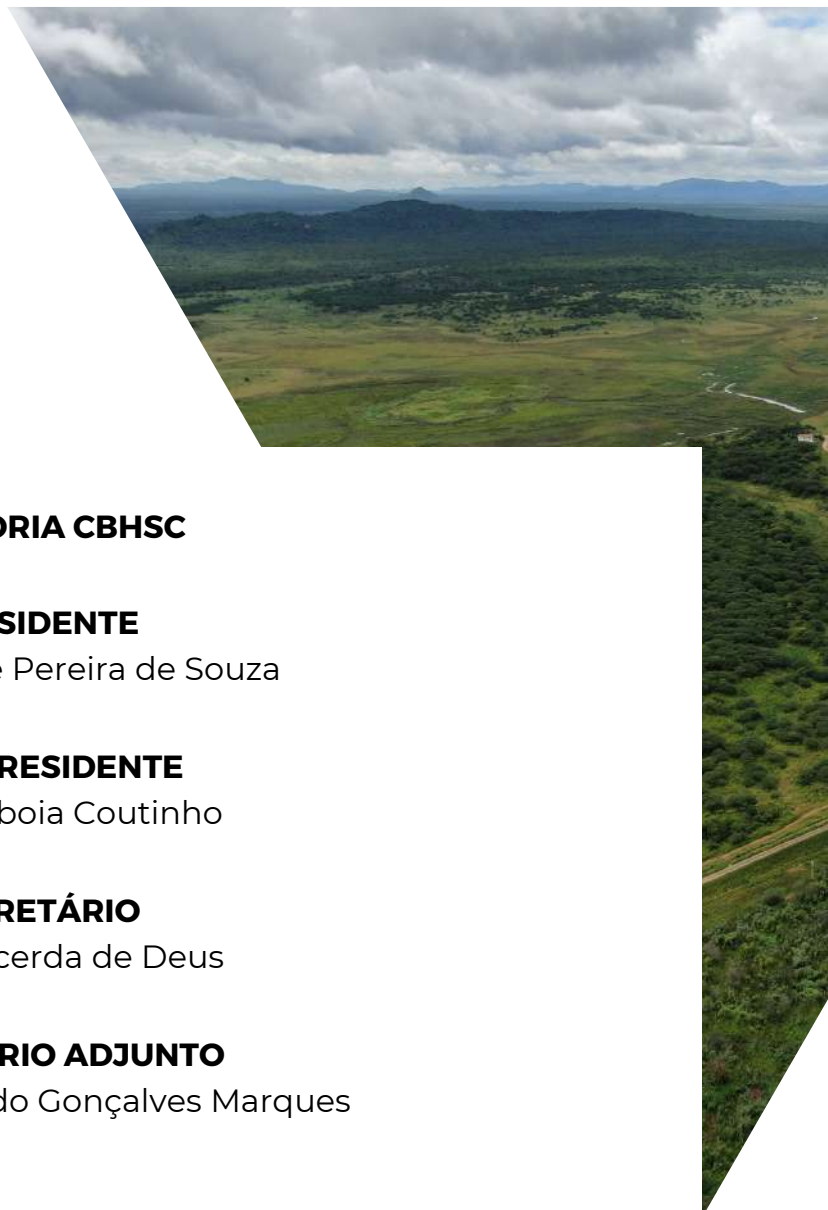 ORIA CBHSC
SIDENTE
Pereira de Souza
RESIDENTE
boia Coutinho
RETÁRIO
cerda de Deus
RIO ADJUNTO
do Gonçalves Marques